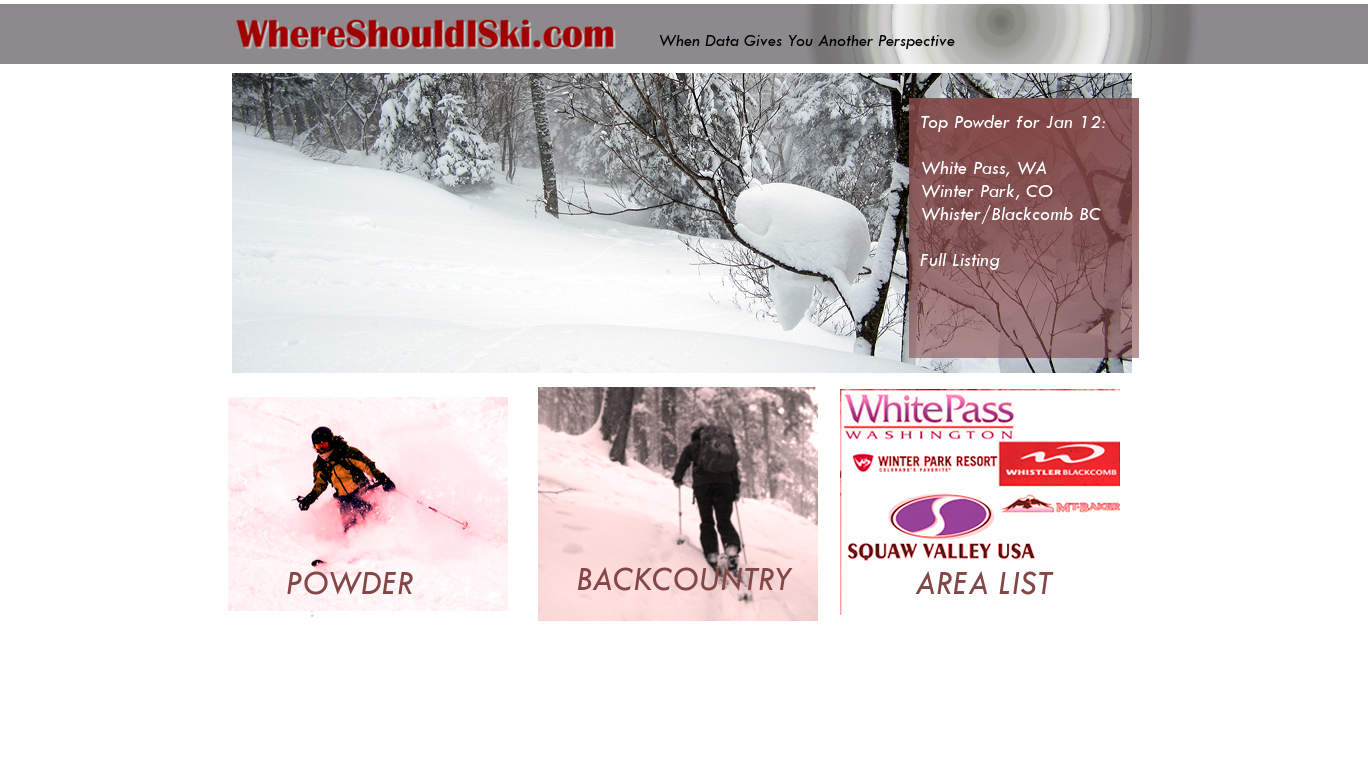 WhereShouldISki.com
When Data Gives You Another Perspective
Top Powder for Jan 12:
White Pass, WA
Winter Park, CO
Whister/Blackcomb BC
Full Listing
POWDER
BACKCOUNTRY
WhitePass
WASHINGTON
WINTER PARK RESORT
COLORADO'S FAVORITE
WHISTLER BLACKCOMB
MT-BAKER
SQUAW VALLEY USA
AREA LIST